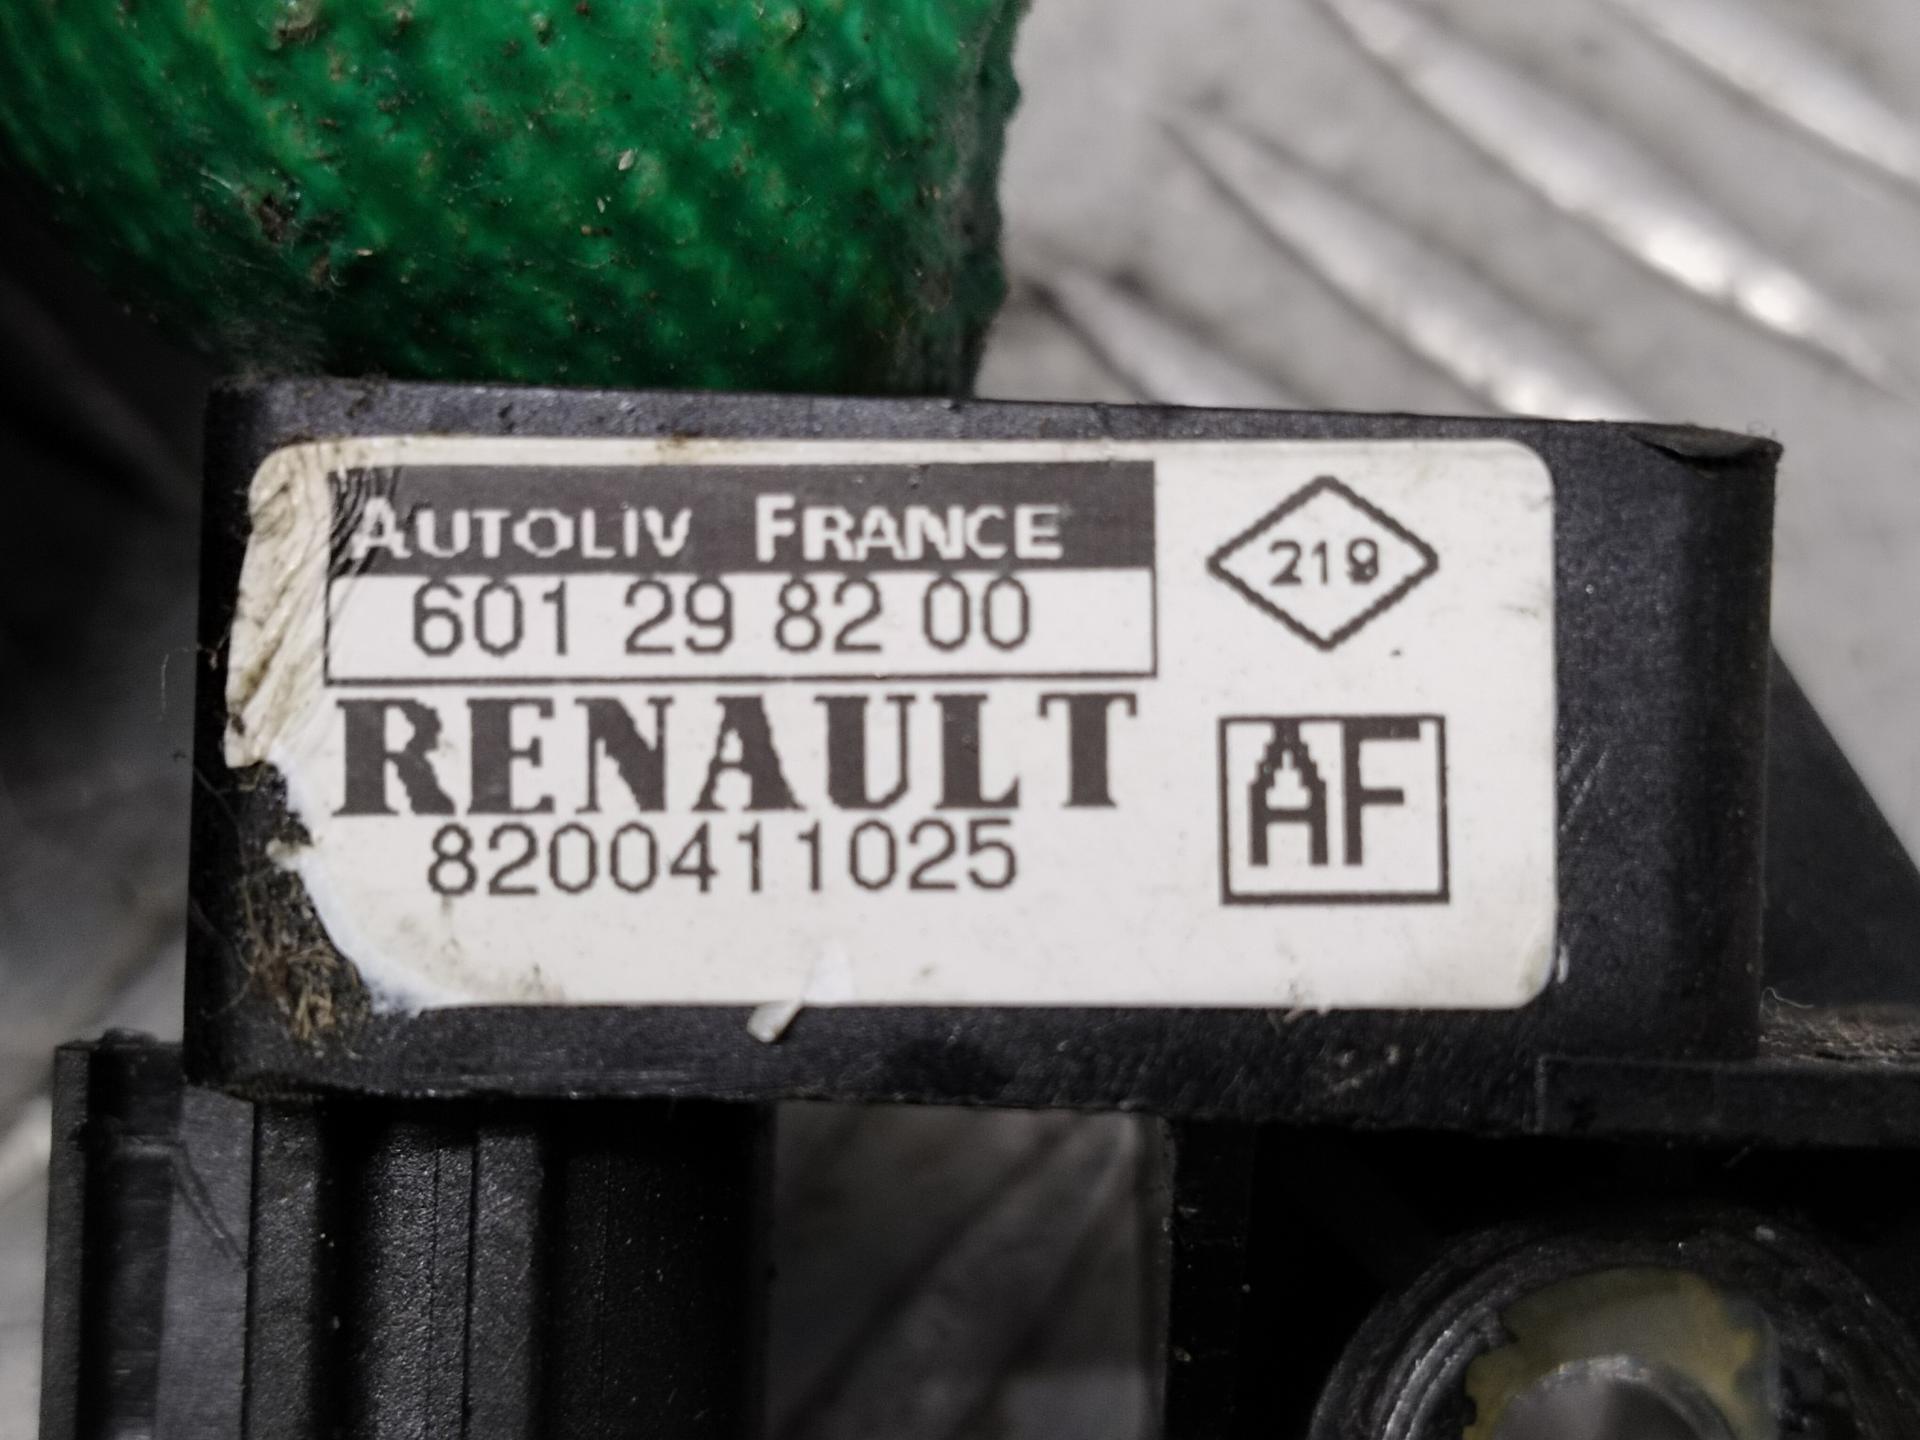 AUTOLIV FRANCE
601 29 82 00
RENAULT
8200411025
219
AF